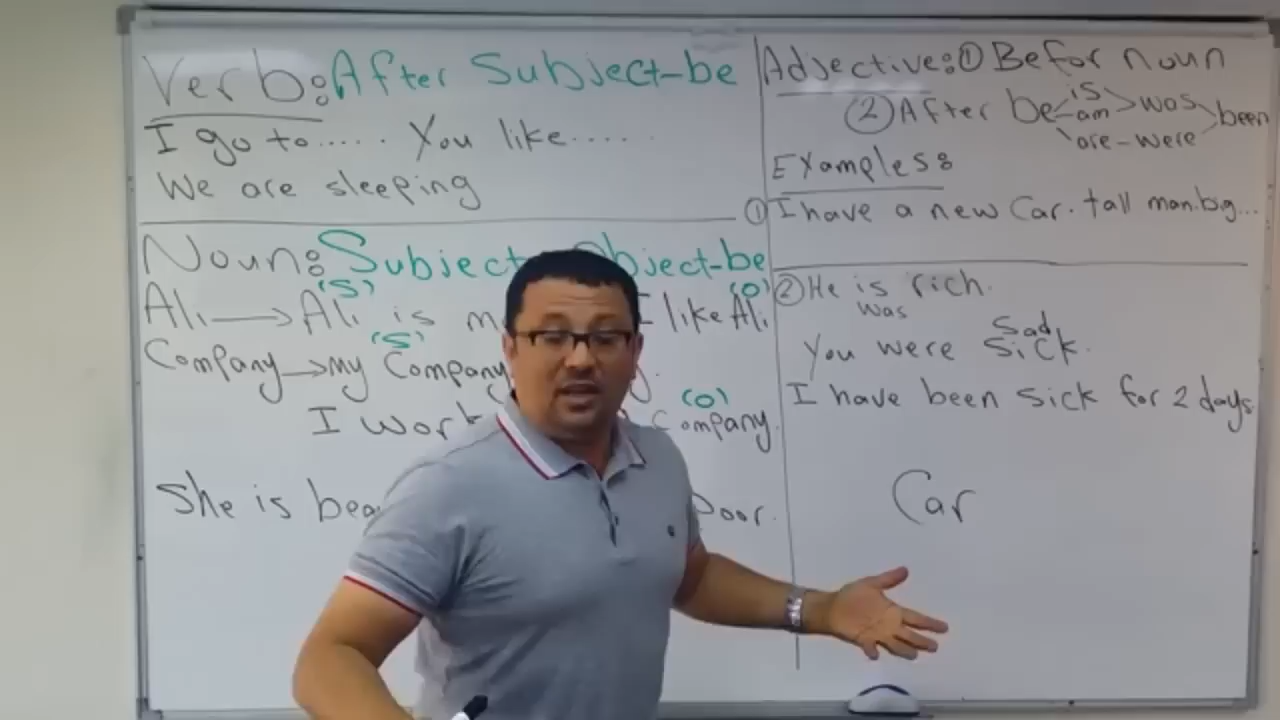 Verb: After Subject-be
I go to..... You like......
We are sleeping
Noun: Subject Object-be
(S) (O)
Ali → Ali is I like Ali.
(S)
Company → my Company
(O)
I work Company.
She is Poor.
Adjective: ① Befor noun
② After be is am are - were was been
Examples:
① I have a new Car. tall man. big...
② He is rich.
was
Sad
You were Sick.
I have been sick for 2 days.
Car